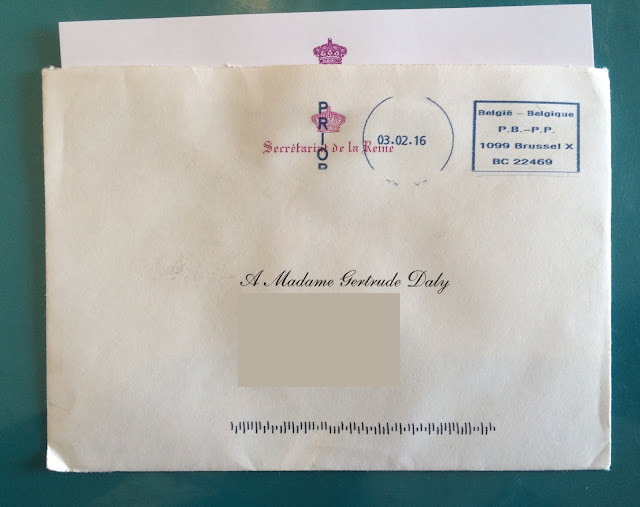 PRIOR
Secrétariat de la Reine
03.02.16
België - Belgique
P.B.-P.P.
1099 Brussel X
BC 22469
A Madame Gertrude Daly